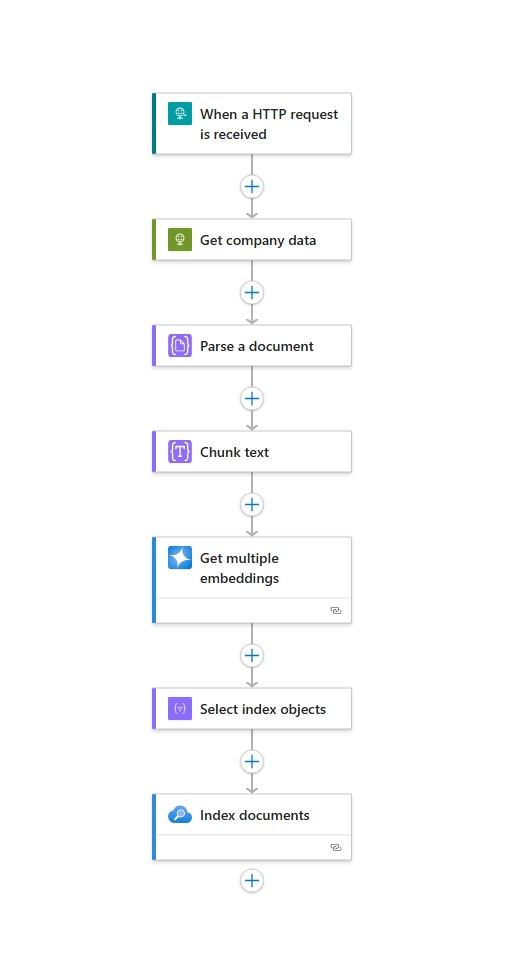 When a HTTP request
is received
Get company data
Parse a document
Chunk text
Get multiple
embeddings
Select index objects
Index documents